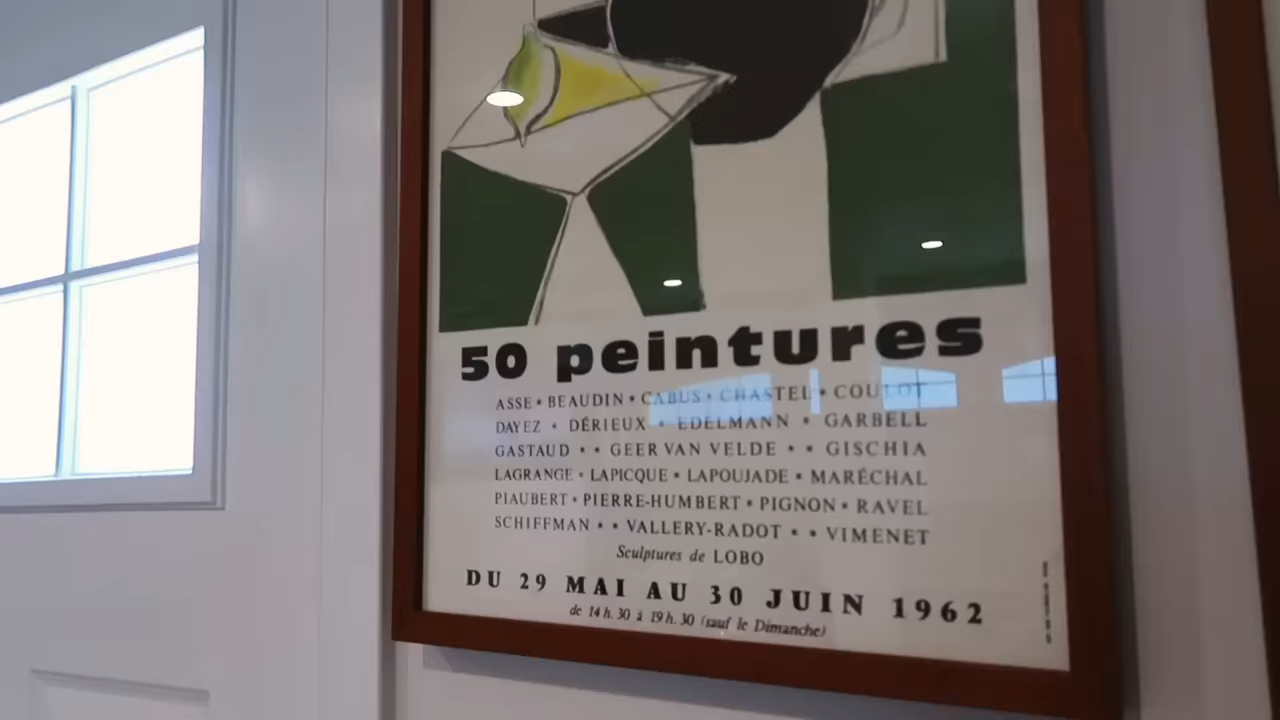 50 peintures
ASSE • BEAUDIN • CABUS • CHASTEL • COULOT
DAYEZ • DÉRIEUX • EDELMANN • GARBELL
GASTAUD • • GEER VAN VELDE • • GISCHIA
LAGRANGE • LAPICQUE • LAPOUJADE • MARÉCHAL
PIAUBERT • PIERRE-HUMBERT • PIGNON • RAVEL
SCHIFFMAN • • VALLERY-RADOT • • VIMENET
Sculptures de LOBO
DU 29 MAI AU 30 JUIN 1962
de 14 h. 30 à 19 h. 30 (sauf le Dimanche)